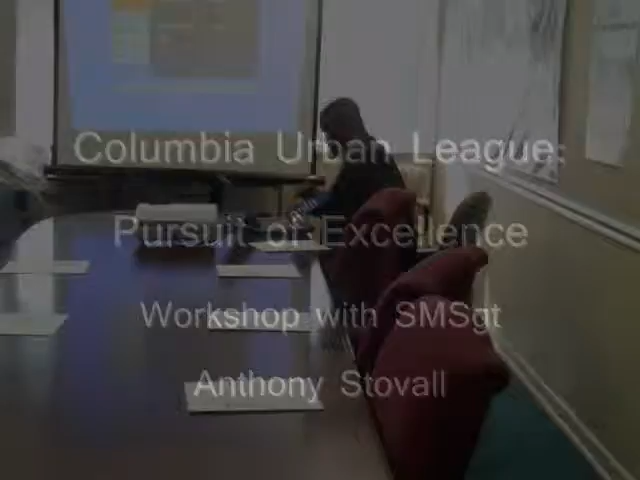 Columbia Urban League:
Pursuit of Excellence
Workshop with SMSgt
Anthony Stovall